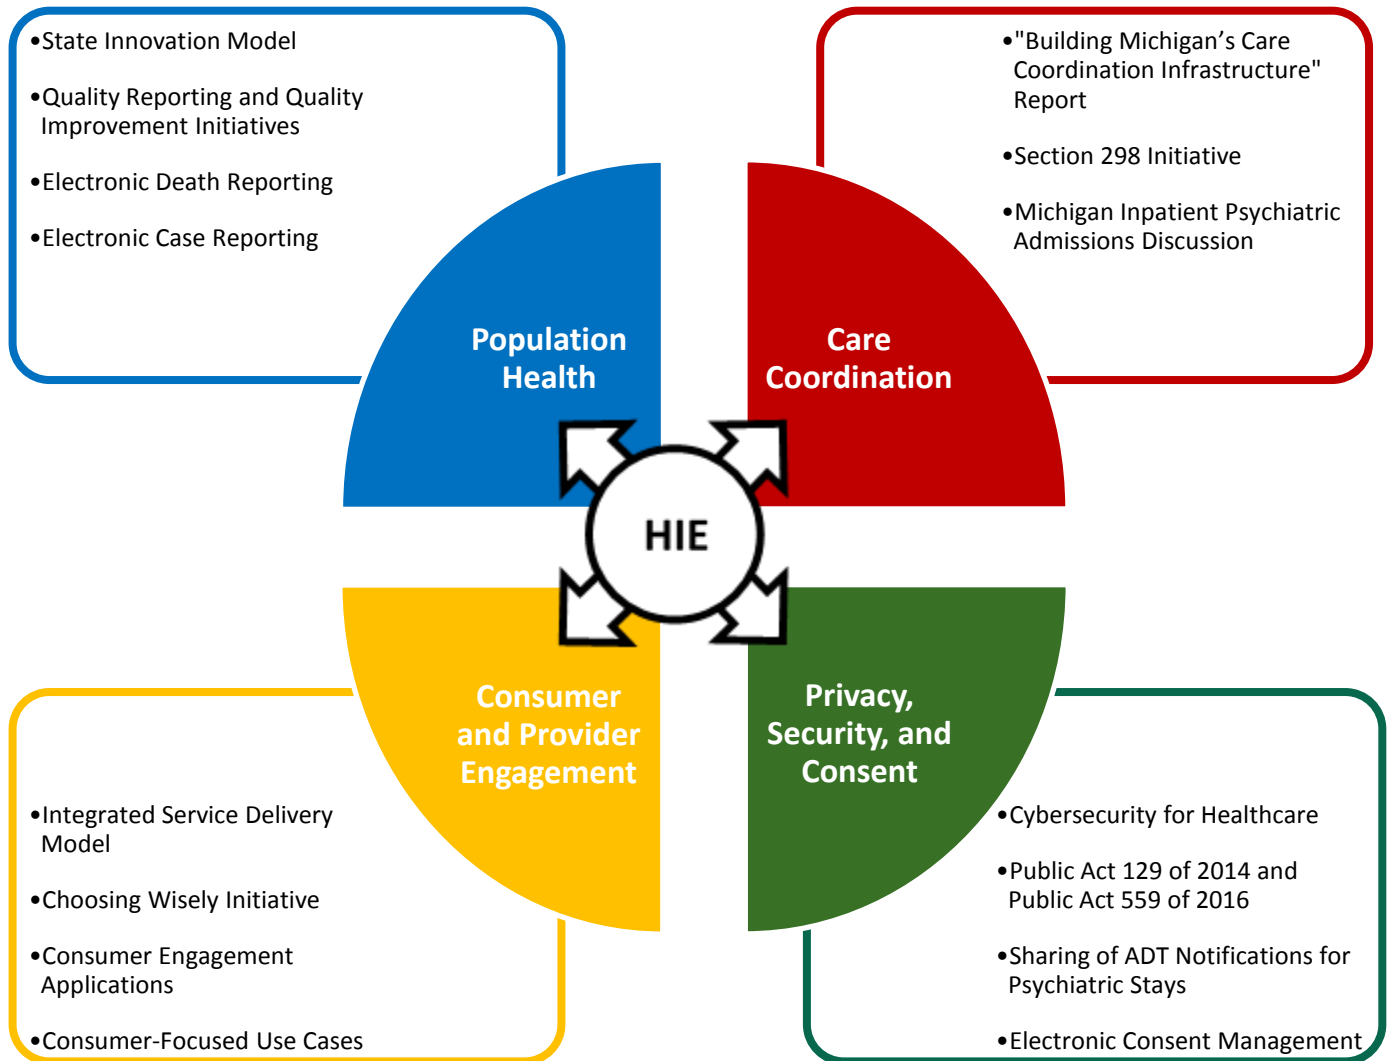 •State Innovation Model
•Quality Reporting and Quality
Improvement Initiatives
•Electronic Death Reporting
•Electronic Case Reporting
•"Building Michigan’s Care
Coordination Infrastructure"
Report
•Section 298 Initiative
•Michigan Inpatient Psychiatric
Admissions Discussion
Population
Health
Care
Coordination
HIE
Consumer
and Provider
Engagement
Privacy,
Security, and
Consent
•Integrated Service Delivery
Model
•Choosing Wisely Initiative
•Consumer Engagement
Applications
•Consumer-Focused Use Cases
•Cybersecurity for Healthcare
•Public Act 129 of 2014 and
Public Act 559 of 2016
•Sharing of ADT Notifications for
Psychiatric Stays
•Electronic Consent Management